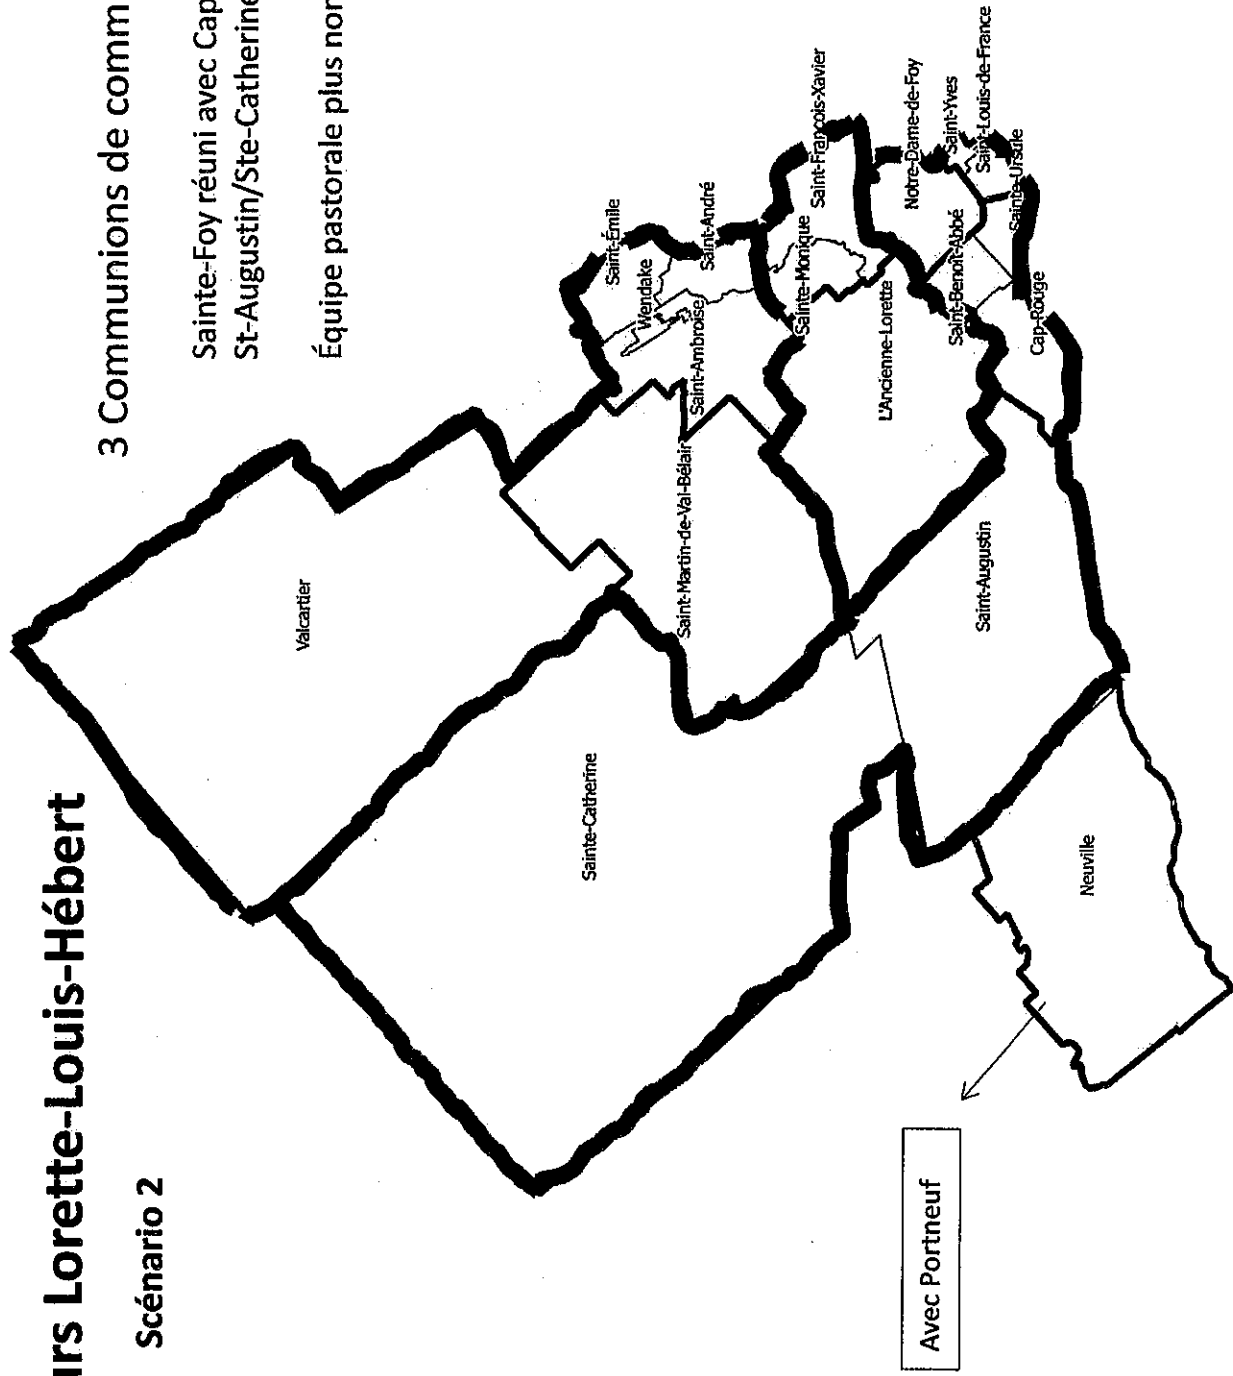 urs Lorette-Louis-Hébert
Scénario 2
3 Communions de comm
Sainte-Foy réuni avec Cap
St-Augustin/Ste-Catherine
Équipe pastorale plus nor
Valcartier
Sainte-Catherine
Saint-Émile
Wendake
Saint-André
Saint-Ambroise
Saint-Martin-de-Val-Bélair
Sainte-Monique
Saint-François-Xavier
L'Ancienne-Lorette
Notre-Dame-de-Foy
Saint-Yves
Saint-Benoît-Abbé
Saint-Louis-de-France
Sainte-Ursule
Cap-Rouge
Saint-Augustin
Neuville
Avec Portneuf